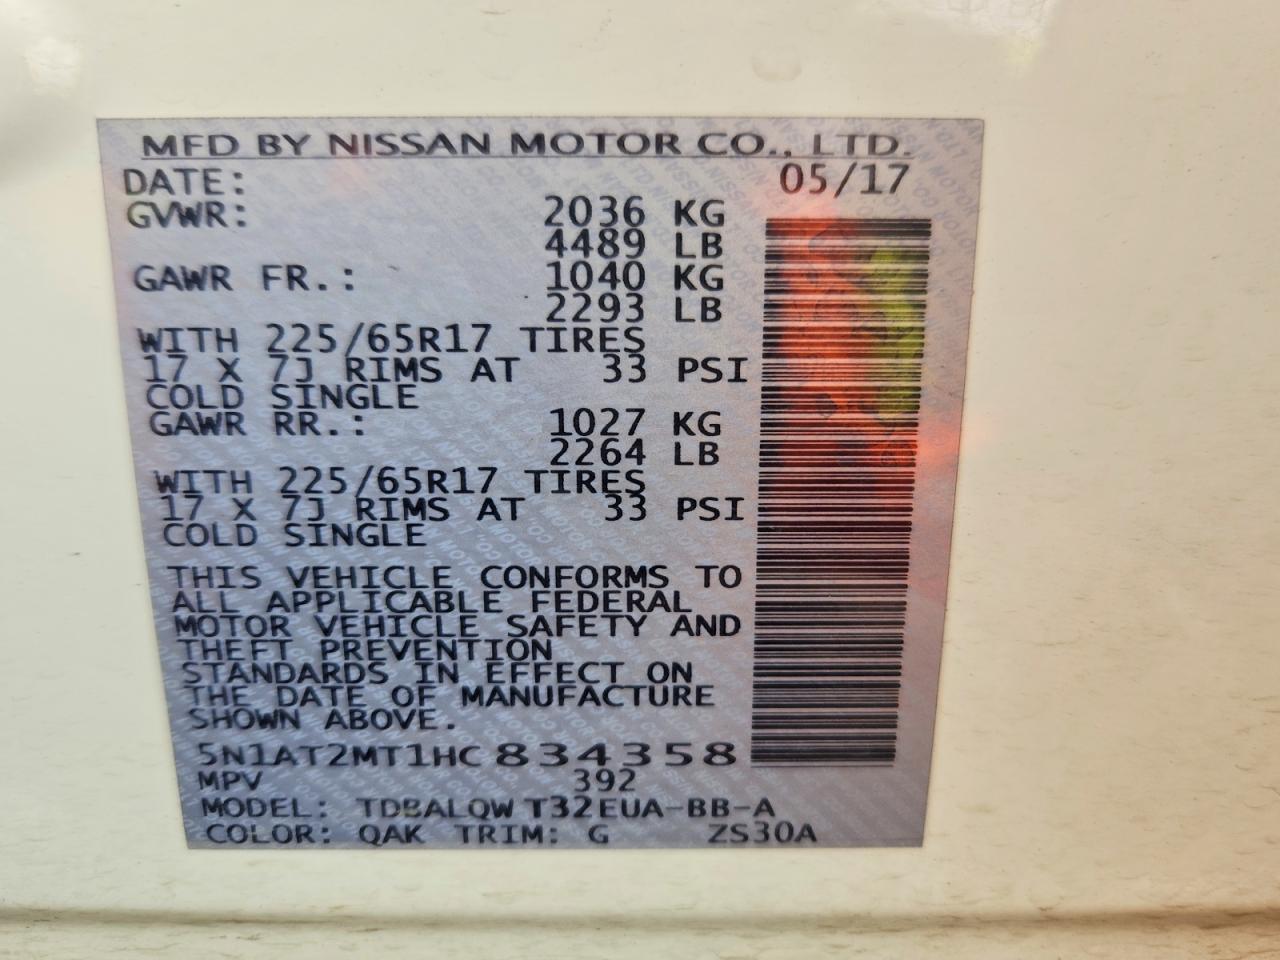 MFD BY NISSAN MOTOR CO., LTD.
DATE: 05/17
GVWR: 2036 KG
4489 LB
GAWR FR.: 1040 KG
2293 LB
WITH 225/65R17 TIRES
17 X 7J RIMS AT 33 PSI
COLD SINGLE
GAWR RR.: 1027 KG
2264 LB
WITH 225/65R17 TIRES
17 X 7J RIMS AT 33 PSI
COLD SINGLE
THIS VEHICLE CONFORMS TO
ALL APPLICABLE FEDERAL
MOTOR VEHICLE SAFETY AND
THEFT PREVENTION
STANDARDS IN EFFECT ON
THE DATE OF MANUFACTURE
SHOWN ABOVE.
5N1AT2MT1HC834358
MPV 392
MODEL: TDBALQW T32EUA-BB-A
COLOR: QAK TRIM: G ZS30A